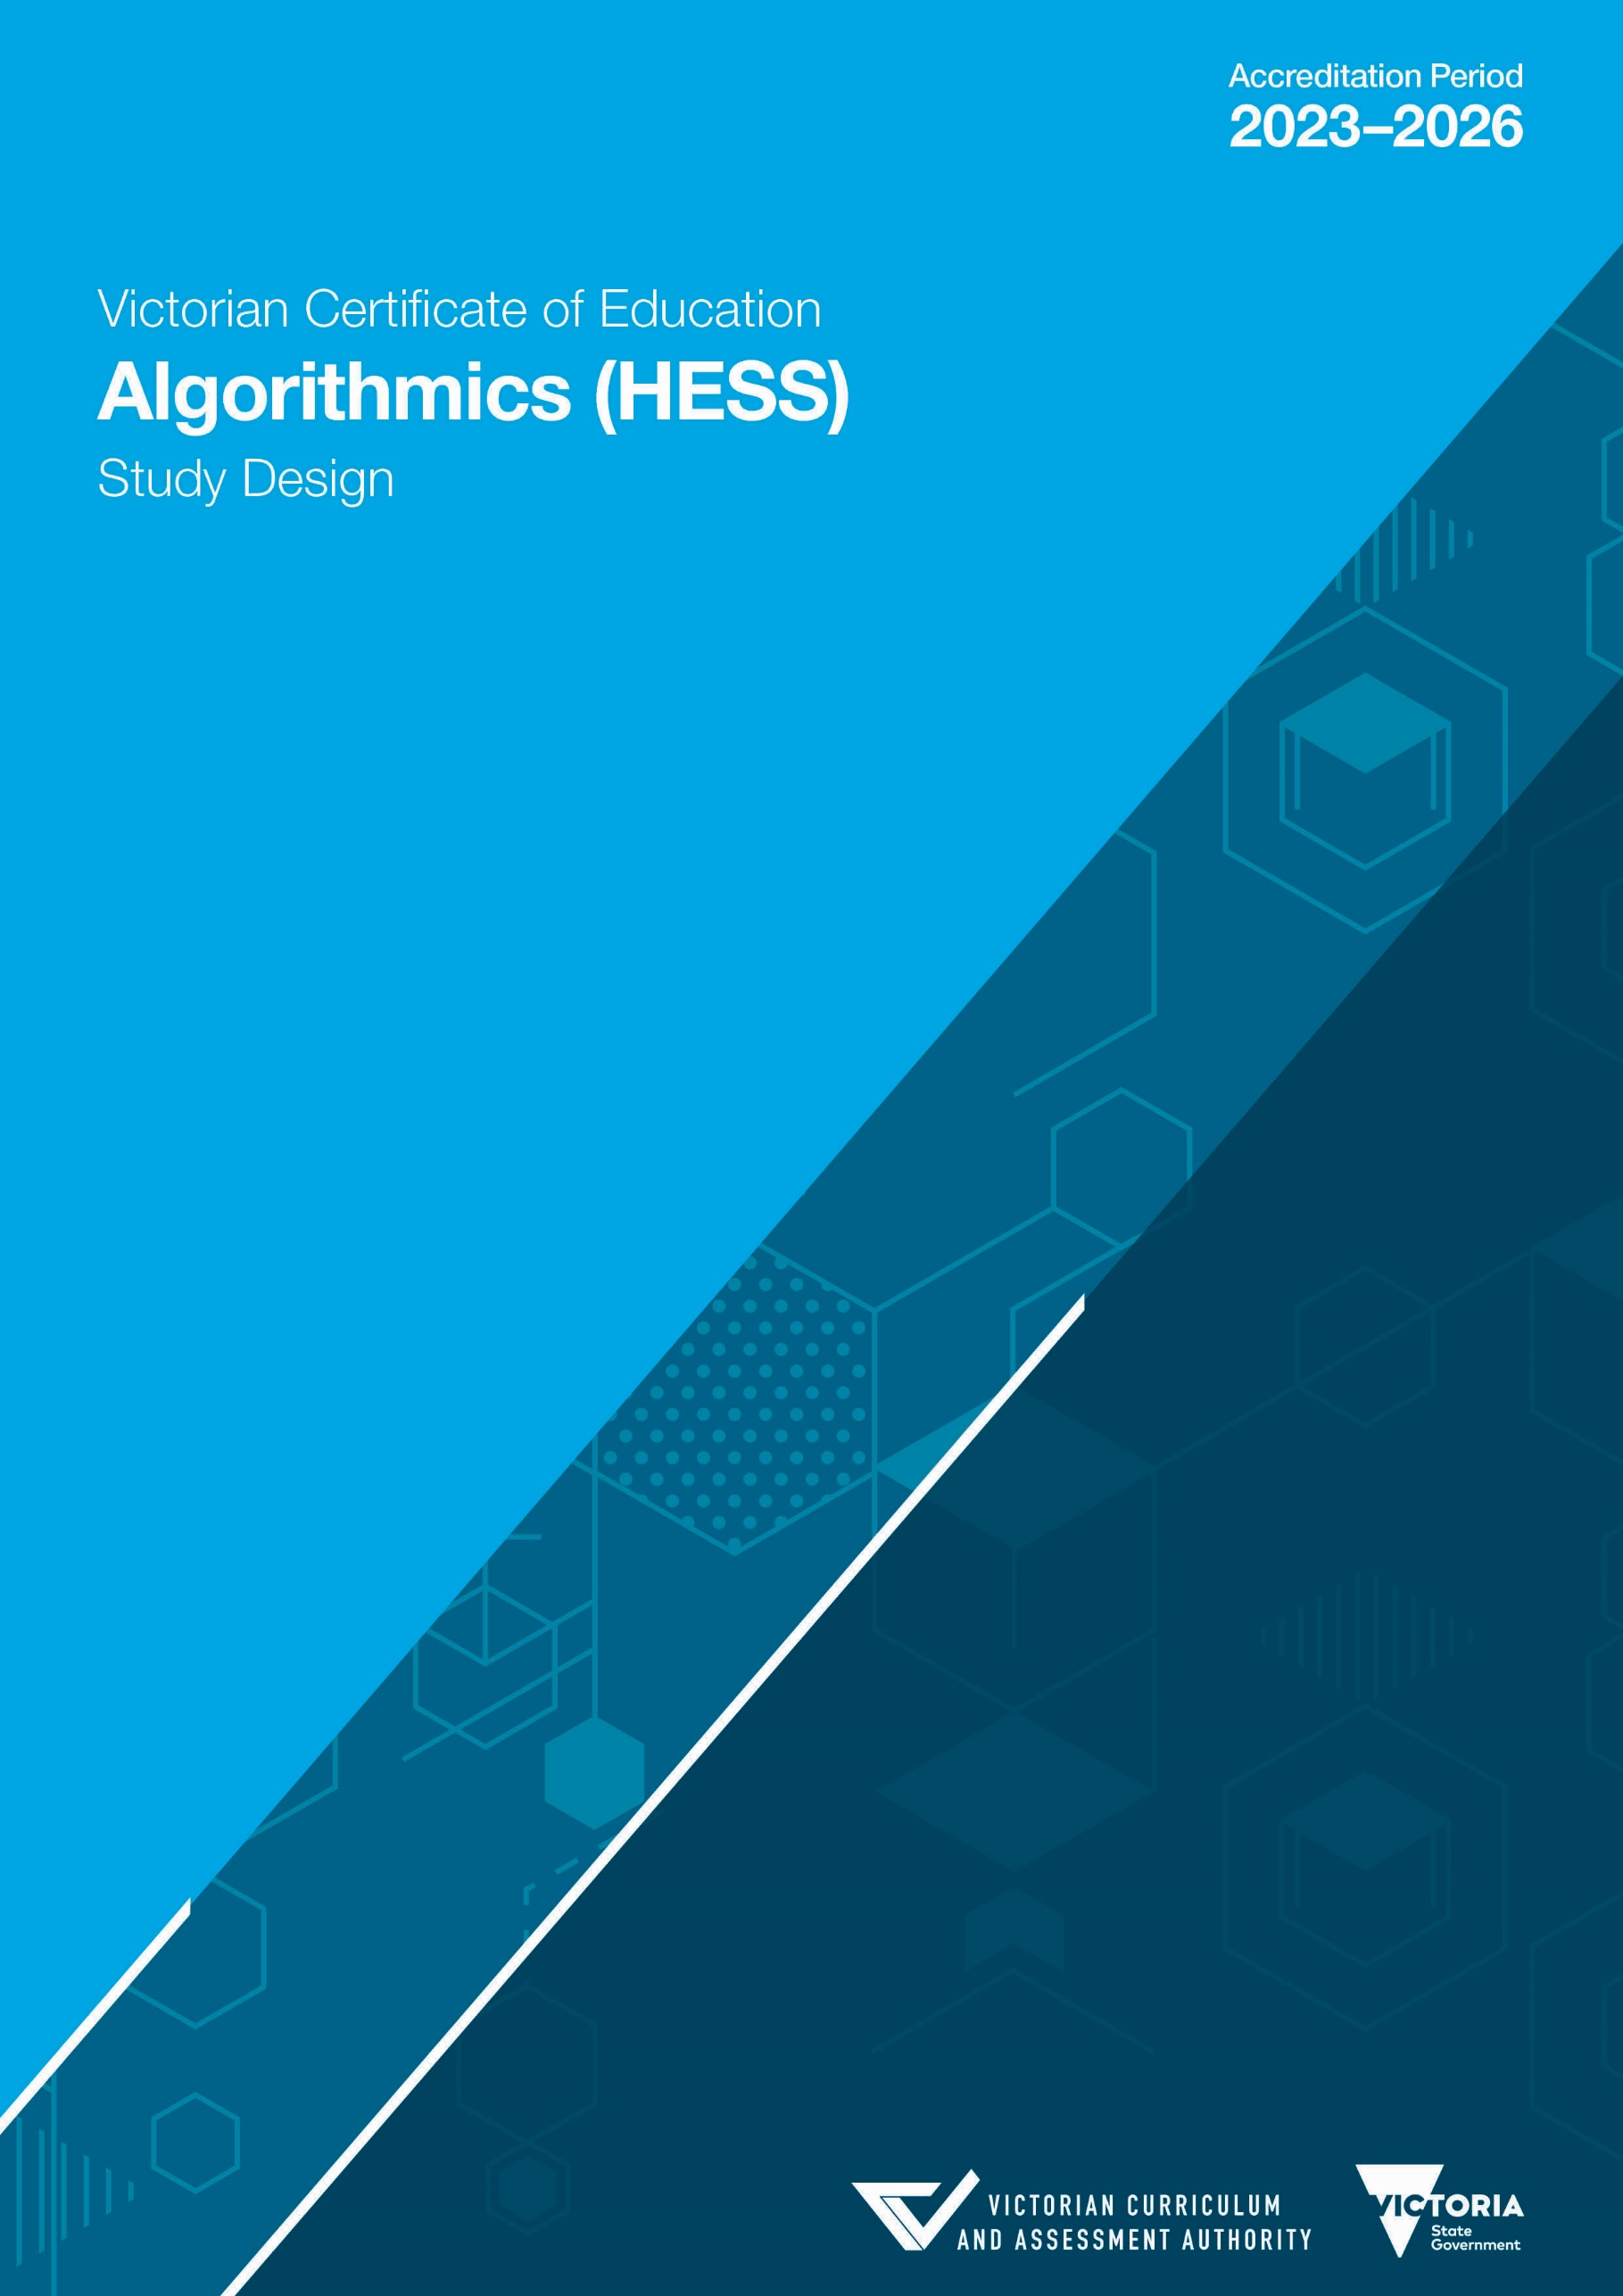 Accreditation Period
2023–2026
Victorian Certificate of Education
Algorithmics (HESS)
Study Design
VICTORIAN CURRICULUM
AND ASSESSMENT AUTHORITY
VICTORIA
State
Government